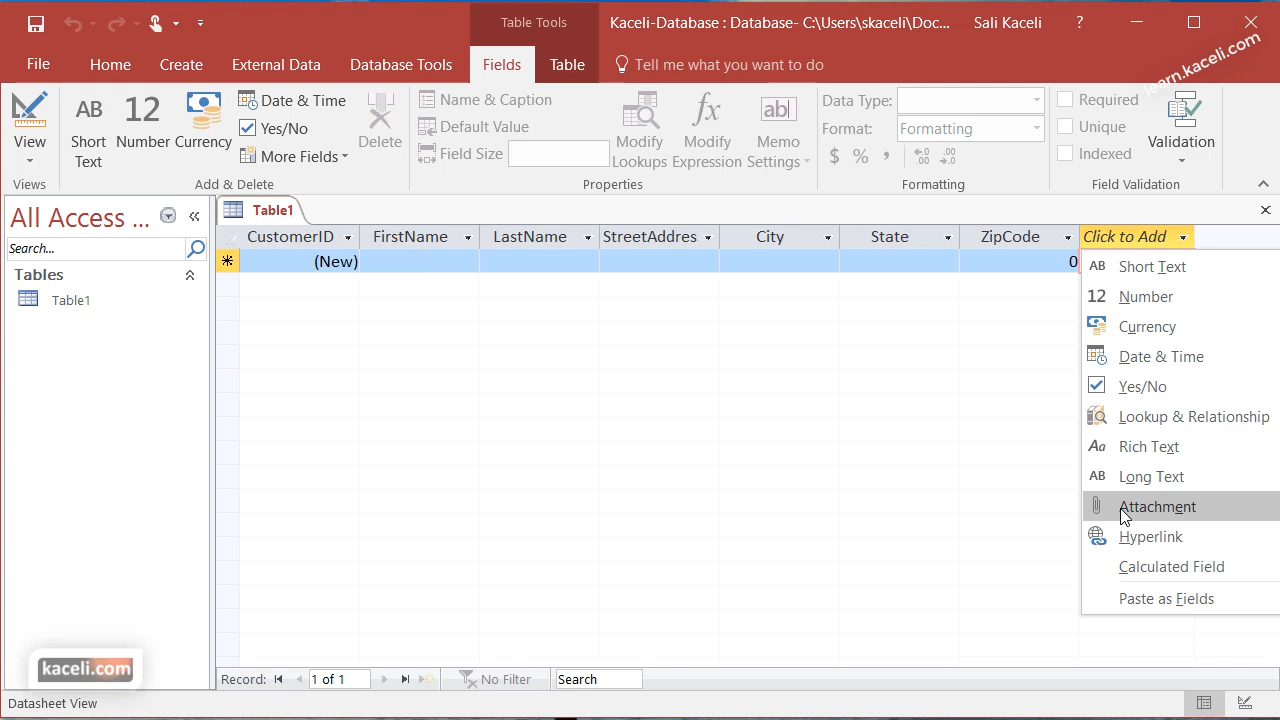 Table Tools
Kaceli-Database : Database- C:\Users\skaceli\Doc...
Sali Kaceli
?
learn.kaceli.com
File
Home
Create
External Data
Database Tools
Fields
Table
Tell me what you want to do
View
AB
Short
Text
12
Number
Currency
Date & Time
Yes/No
More Fields
Delete
Name & Caption
Default Value
Field Size
Modify
Lookups
fx
Modify
Expression
ab|
Memo
Settings
Data Type:
Format:
Formatting
$ % ,
.00
.0
Required
Unique
Indexed
Validation
Views
Add & Delete
Properties
Formatting
Field Validation
All Access ...
Search...
Tables
Table1
Table1
CustomerID
FirstName
LastName
StreetAddres
City
State
ZipCode
Click to Add
(New)
0
AB Short Text
12 Number
Currency
Date & Time
Yes/No
Lookup & Relationship
Aa Rich Text
AB Long Text
Attachment
Hyperlink
Calculated Field
Paste as Fields
kaceli.com
Record:
1 of 1
No Filter
Search
Datasheet View